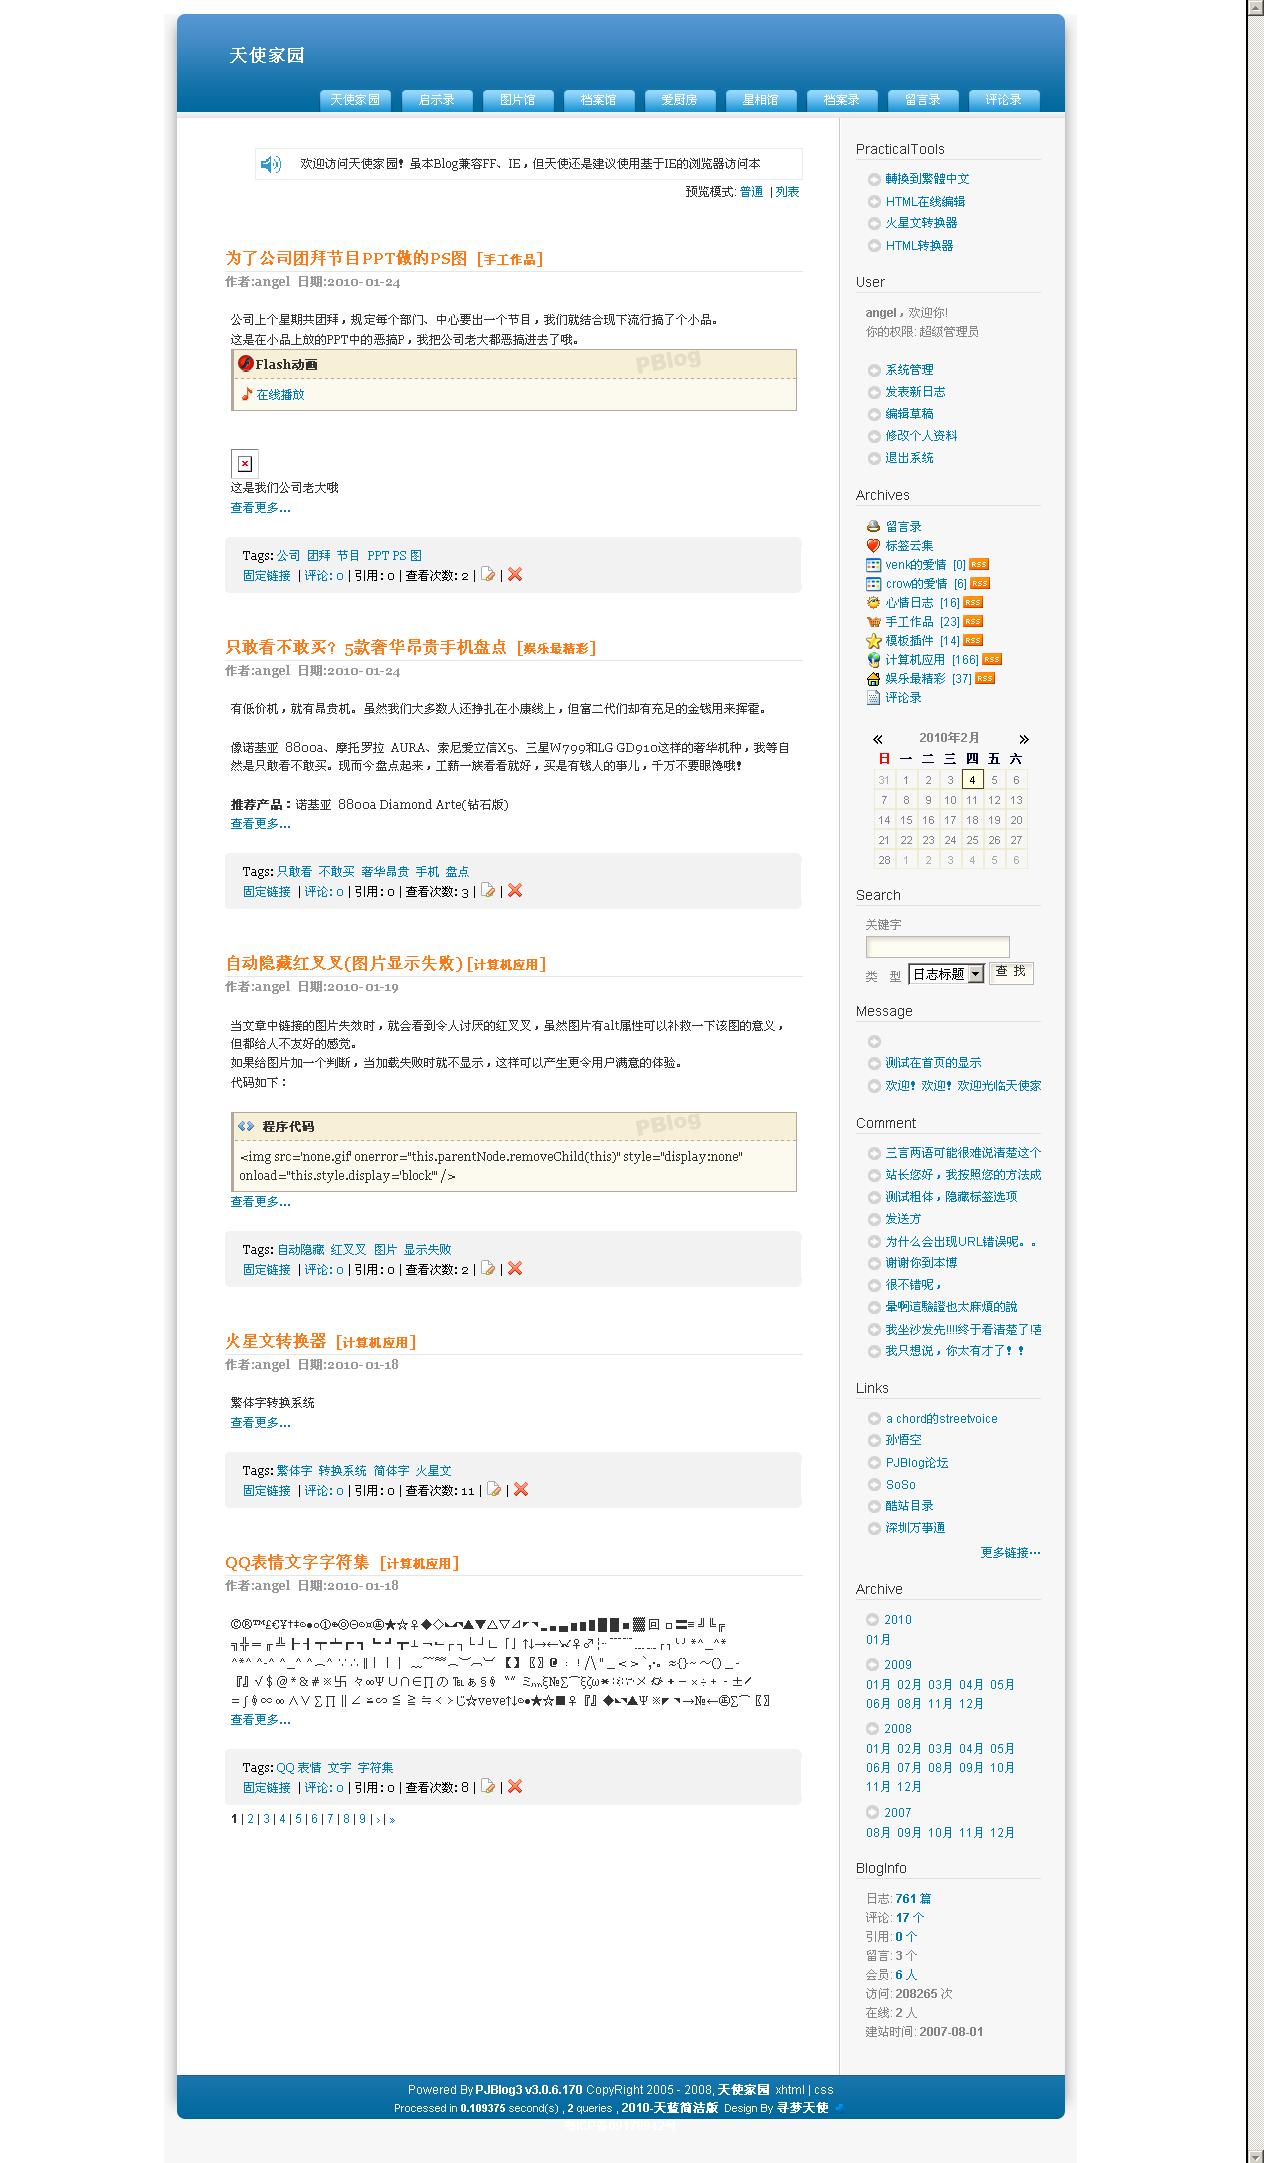 天使家园
天使家园 启示录 图片馆 档案馆 爱厨房 星相馆 档案录 留言录 评论录
欢迎访问天使家园！虽本Blog兼容FF、IE，但天使还是建议使用基于IE的浏览器访问本
预览模式: 普通 | 列表
为了公司团拜节目PPT做的PS图 [手工作品]
作者:angel 日期:2010-01-24
公司上个星期共团拜，规定每个部门、中心要出一个节目，我们就结合现下流行搞了个小品。
这是在小品上放的PPT中的恶搞P，我把公司老大都恶搞进去了哦。
Flash动画
PBlog
在线播放
这是我们公司老大哦
查看更多...
Tags: 公司 团拜 节目 PPT PS 图
固定链接 | 评论: 0 | 引用: 0 | 查看次数: 2 | |
只敢看不敢买？5款奢华昂贵手机盘点 [娱乐最精彩]
作者:angel 日期:2010-01-24
有低价机，就有昂贵机。虽然我们大多数人还挣扎在小康线上，但富二代们却有充足的金钱用来挥霍。
像诺基亚 8800a、摩托罗拉 AURA、索尼爱立信X5、三星W799和LG GD910这样的奢华机种，我等自
然是只敢看不敢买。现而今盘点起来，工薪一族看看就好，买是有钱人的事儿，千万不要眼馋哦！
推荐产品：诺基亚 8800a Diamond Arte(钻石版)
查看更多...
Tags: 只敢看 不敢买 奢华昂贵 手机 盘点
固定链接 | 评论: 0 | 引用: 0 | 查看次数: 3 | |
自动隐藏红叉叉(图片显示失败) [计算机应用]
作者:angel 日期:2010-01-19
当文章中链接的图片失效时，就会看到令人讨厌的红叉叉，虽然图片有alt属性可以补救一下该图的意义，
但都给人不友好的感觉。
如果给图片加一个判断，当加载失败时就不显示，这样可以产生更令用户满意的体验。
代码如下：
程序代码
PBlog
<img src='none.gif' onerror="this.parentNode.removeChild(this)" style="display:none"
onload="this.style.display='block'" />
查看更多...
Tags: 自动隐藏 红叉叉 图片 显示失败
固定链接 | 评论: 0 | 引用: 0 | 查看次数: 2 | |
火星文转换器 [计算机应用]
作者:angel 日期:2010-01-18
繁体字转换系统
查看更多...
Tags: 繁体字 转换系统 简体字 火星文
固定链接 | 评论: 0 | 引用: 0 | 查看次数: 11 | |
QQ表情文字字符集 [计算机应用]
作者:angel 日期:2010-01-18
查看更多...
Tags: QQ 表情 文字 字符集
固定链接 | 评论: 0 | 引用: 0 | 查看次数: 8 | |
1 | 2 | 3 | 4 | 5 | 6 | 7 | 8 | 9 | › | »
PracticalTools
轉換到繁體中文
HTML在线编辑
火星文转换器
HTML转换器
User
angel，欢迎你!
你的权限: 超级管理员
系统管理
发表新日志
编辑草稿
修改个人资料
退出系统
Archives
留言录
标签云集
venk的爱情 [0] RSS
crow的爱情 [6] RSS
心情日志 [16] RSS
手工作品 [23] RSS
模板插件 [14] RSS
计算机应用 [166] RSS
娱乐最精彩 [37] RSS
评论录
« 2010年2月 »
日 一 二 三 四 五 六
31 1 2 3 4 5 6
7 8 9 10 11 12 13
14 15 16 17 18 19 20
21 22 23 24 25 26 27
28 1 2 3 4 5 6
Search
关键字
类 型 日志标题 查 找
Message
测试在首页的显示
欢迎！欢迎！欢迎光临天使家
Comment
三言两语可能很难说清楚这个
站长您好，我按照您的方法成
测试粗体，隐藏标签选项
发送方
为什么会出现URL错误呢。。
谢谢你到本博
很不错呢，
暈啊這驗證也太麻煩的說
我坐沙发先!!!!终于看清楚了!
我只想说，你太有才了！！
Links
a chord的streetvoice
孙悟空
PJBlog论坛
SoSo
酷站目录
深圳万事通
更多链接…
Archive
2010
01月
2009
01月 02月 03月 04月 05月
06月 08月 11月 12月
2008
01月 02月 03月 04月 05月
06月 07月 08月 09月 10月
11月 12月
2007
08月 09月 10月 11月 12月
BlogInfo
日志: 761 篇
评论: 17 个
引用: 0 个
留言: 3 个
会员: 6 人
访问: 208265 次
在线: 2 人
建站时间: 2007-08-01
Powered By PJBlog3 v3.0.6.170 CopyRight 2005 - 2008, 天使家园 xhtml | css
Processed in 0.109375 second(s) , 2 queries , 2010-天蓝简洁版 Design By 寻梦天使